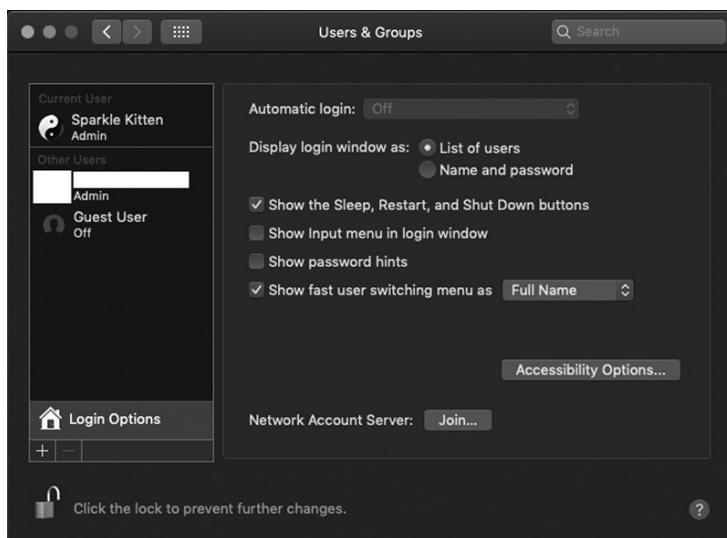 Users & Groups
Search
Current User
Sparkle Kitten
Admin
Other Users
Admin
Guest User
Off
Login Options
Automatic login: Off
Display login window as: List of users
Name and password
Show the Sleep, Restart, and Shut Down buttons
Show Input menu in login window
Show password hints
Show fast user switching menu as Full Name
Accessibility Options...
Network Account Server: Join...
Click the lock to prevent further changes.
?